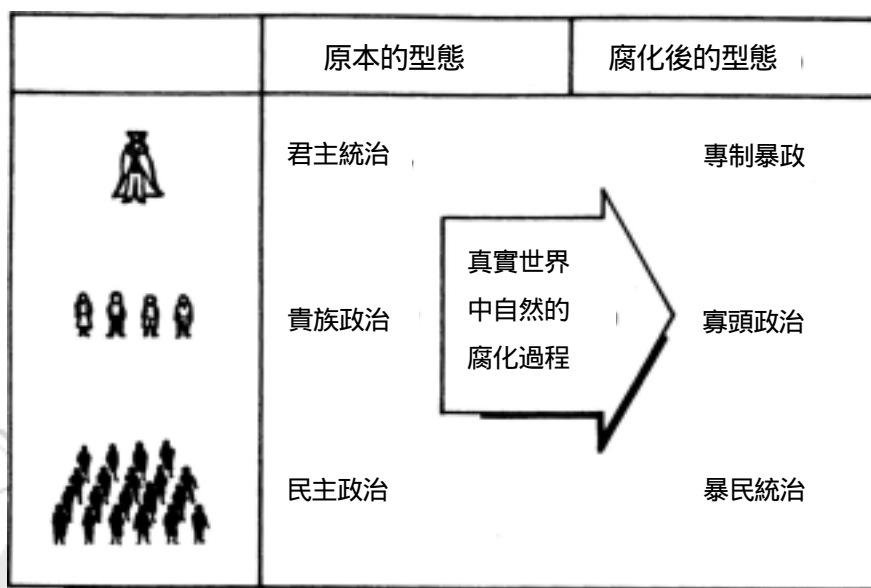 原本的型態
腐化後的型態
君主統治
專制暴政
真實世界
中自然的
腐化過程
貴族政治
寡頭政治
民主政治
暴民統治